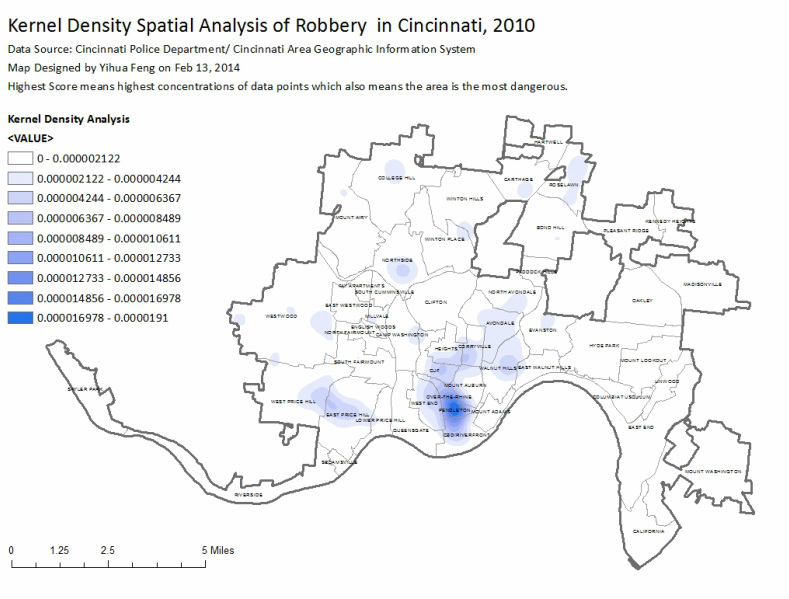 Kernel Density Spatial Analysis of Robbery in Cincinnati, 2010
Data Source: Cincinnati Police Department/ Cincinnati Area Geographic Information System
Map Designed by Yihua Feng on Feb 13, 2014
Highest Score means highest concentrations of data points which also means the area is the most dangerous.
Kernel Density Analysis
<VALUE>
0 - 0.000002122
0.000002122 - 0.000004244
0.000004244 - 0.000006367
0.000006367 - 0.000008489
0.000008489 - 0.000010611
0.000010611 - 0.000012733
0.000012733 - 0.000014856
0.000014856 - 0.000016978
0.000016978 - 0.0000191
HARTWELL
COLLEGE HILL
CARTHAGE
ROSELAWN
WINTON HILLS
MOUNT AIRY
BOND HILL
KENNEDY HEIGHTS
PLEASANT RIDGE
WINTON PLACE
NORTHSIDE
PADDOCK HILLS
MADISONVILLE
SOUTH CUMMINSVILLE
NORTH AVONDALE
OAKLEY
EAST WESTWOOD
CLIFTON
WESTWOOD
MILLVALE
AVONDALE
ENGLISH WOODS
NORTH FAIRMOUNT
CAMP WASHINGTON
EVANSTON
HEIGHTS
CORRYVILLE
HYDE PARK
SOUTH FAIRMOUNT
MOUNT LOOKOUT
WALNUT HILLS
EAST WALNUT HILLS
CUF
LINWOOD
MOUNT AUBURN
SAYLER PARK
OVER-THE-RHINE
WEST PRICE HILL
WEST END
PENDLETON
MOUNT ADAMS
EAST PRICE HILL
LOWER PRICE HILL
EAST END
QUEENSGATE
SEDAMSVILLE
MOUNT WASHINGTON
RIVERSIDE
CALIFORNIA
0 1.25 2.5 5 Miles